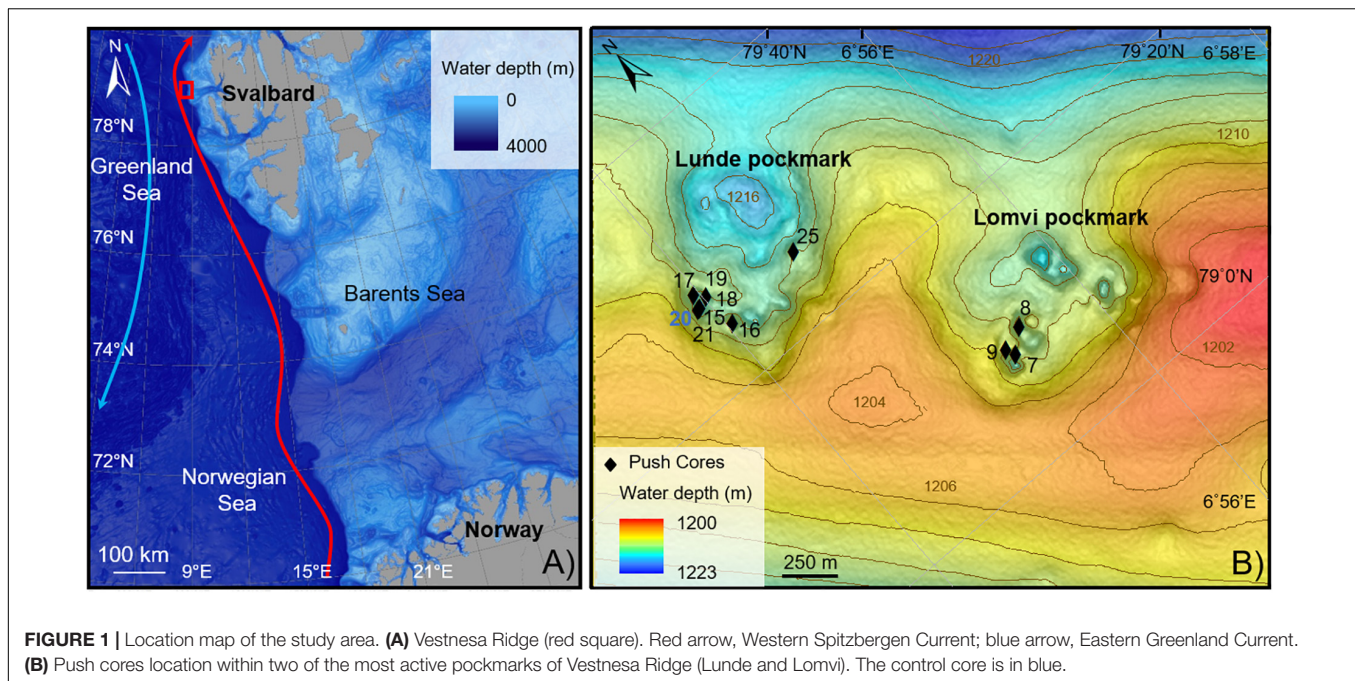 N
Svalbard
Water depth (m)
0
4000
78°N
Greenland
Sea
76°N
Barents Sea
74°N
72°N
Norwegian
Sea
Norway
100 km
9°E
15°E
21°E
A)
N
79°40'N
6°56'E
1220
79°20'N
6°58'E
1210
Lunde pockmark
1216
Lomvi pockmark
25
79°0'N
17
19
18
20
15
16
21
8
9
7
1202
1204
Push Cores
Water depth (m)
1200
1223
1206
6°56'E
250 m
B)
FIGURE 1 | Location map of the study area. (A) Vestnesa Ridge (red square). Red arrow, Western Spitzbergen Current; blue arrow, Eastern Greenland Current.
(B) Push cores location within two of the most active pockmarks of Vestnesa Ridge (Lunde and Lomvi). The control core is in blue.